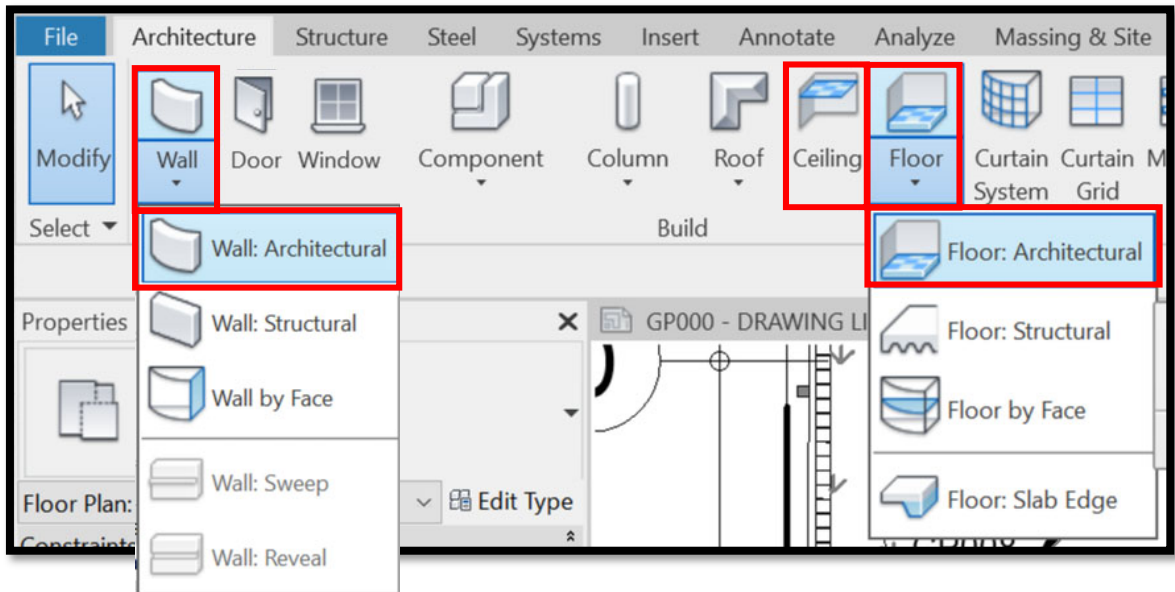 File Architecture Structure Steel Systems Insert Annotate Analyze Massing & Site
Modify Wall Door Window Component Column Roof Ceiling Floor Curtain System Curtain Grid M
Select Build
Wall: Architectural
Wall: Structural
Wall by Face
Wall: Sweep
Wall: Reveal
Floor: Architectural
Floor: Structural
Floor by Face
Floor: Slab Edge
Properties
GP000 - DRAWING LI
Floor Plan:
Edit Type
Constraints